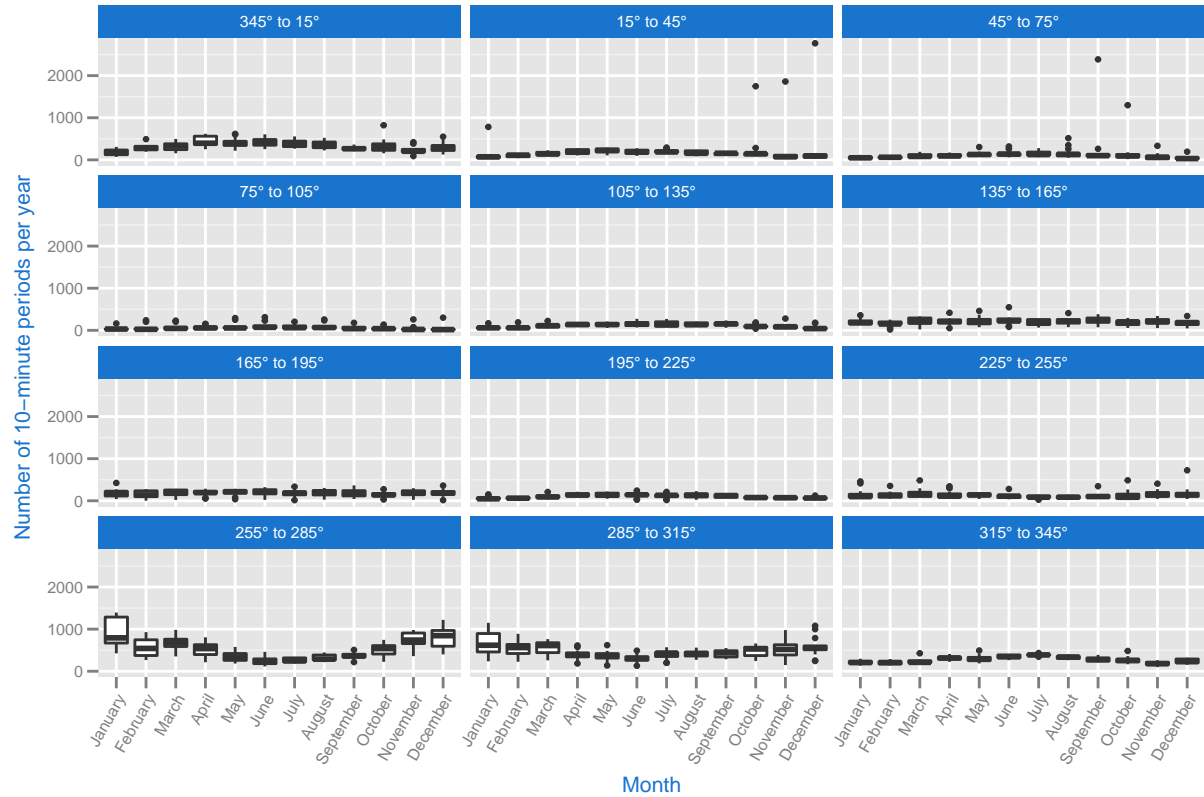 345° to 15°
15° to 45°
45° to 75°
2000
1000
0
75° to 105°
105° to 135°
135° to 165°
2000
1000
0
165° to 195°
195° to 225°
225° to 255°
2000
1000
0
255° to 285°
285° to 315°
315° to 345°
2000
1000
0
Number of 10−minute periods per year
January
February
March
April
May
June
July
August
September
October
November
December
January
February
March
April
May
June
July
August
September
October
November
December
January
February
March
April
May
June
July
August
September
October
November
December
Month